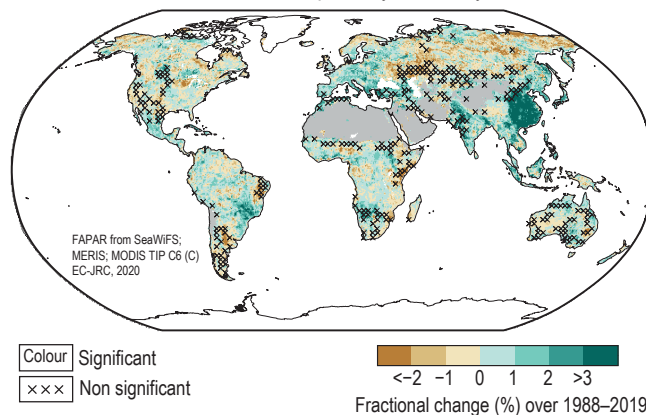 FAPAR from SeaWiFS;
MERIS; MODIS TIP C6 (C)
EC-JRC, 2020
Colour Significant
××× Non significant
<−2 −1 0 1 2 >3
Fractional change (%) over 1988–2019